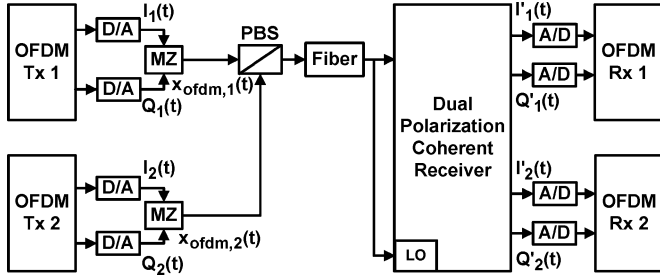 OFDM
Tx 1
D/A
I₁(t)
MZ
D/A
Q₁(t)
xofdm,1(t)
PBS
Fiber
OFDM
Tx 2
D/A
I₂(t)
MZ
D/A
Q₂(t)
xofdm,2(t)
Dual
Polarization
Coherent
Receiver
LO
I'₁(t)
A/D
Q'₁(t)
A/D
OFDM
Rx 1
I'₂(t)
A/D
Q'₂(t)
A/D
OFDM
Rx 2